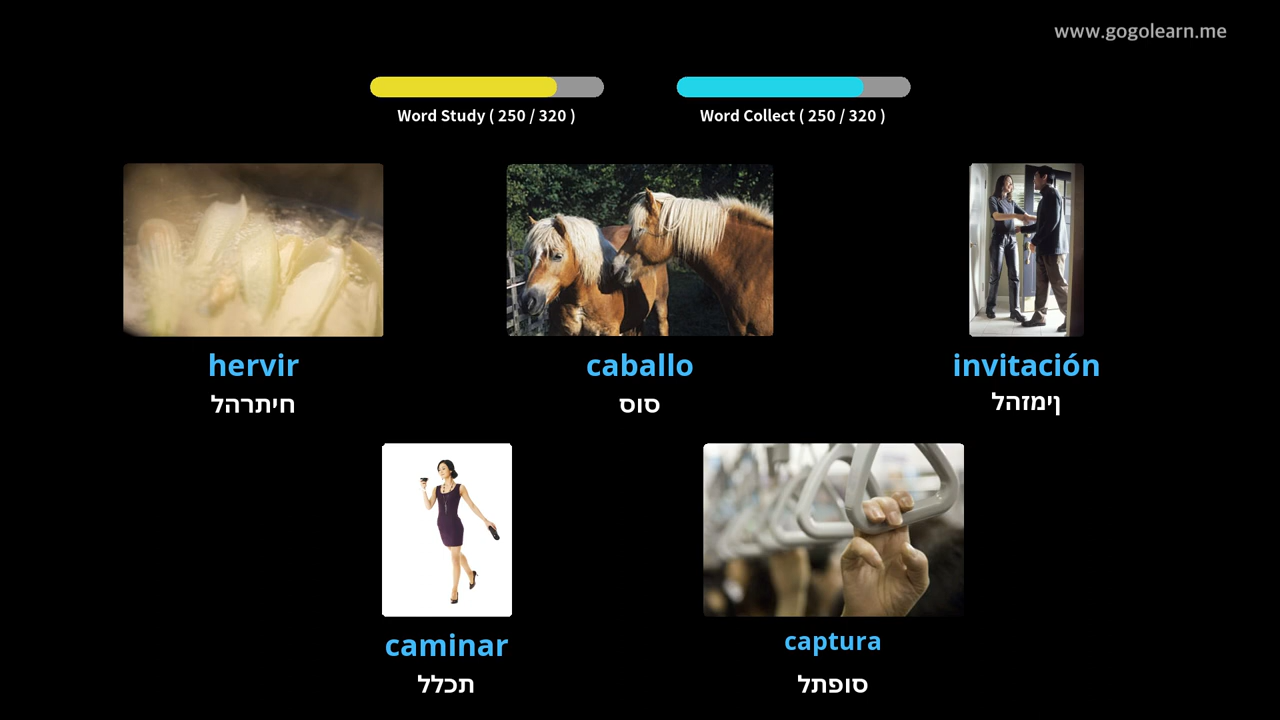 www.gogolearn.me
Word Study ( 250 / 320 )
Word Collect ( 250 / 320 )
hervir
חיתרהל
caballo
סוס
invitación
ןימזהל
caminar
תכלל
captura
סופתל